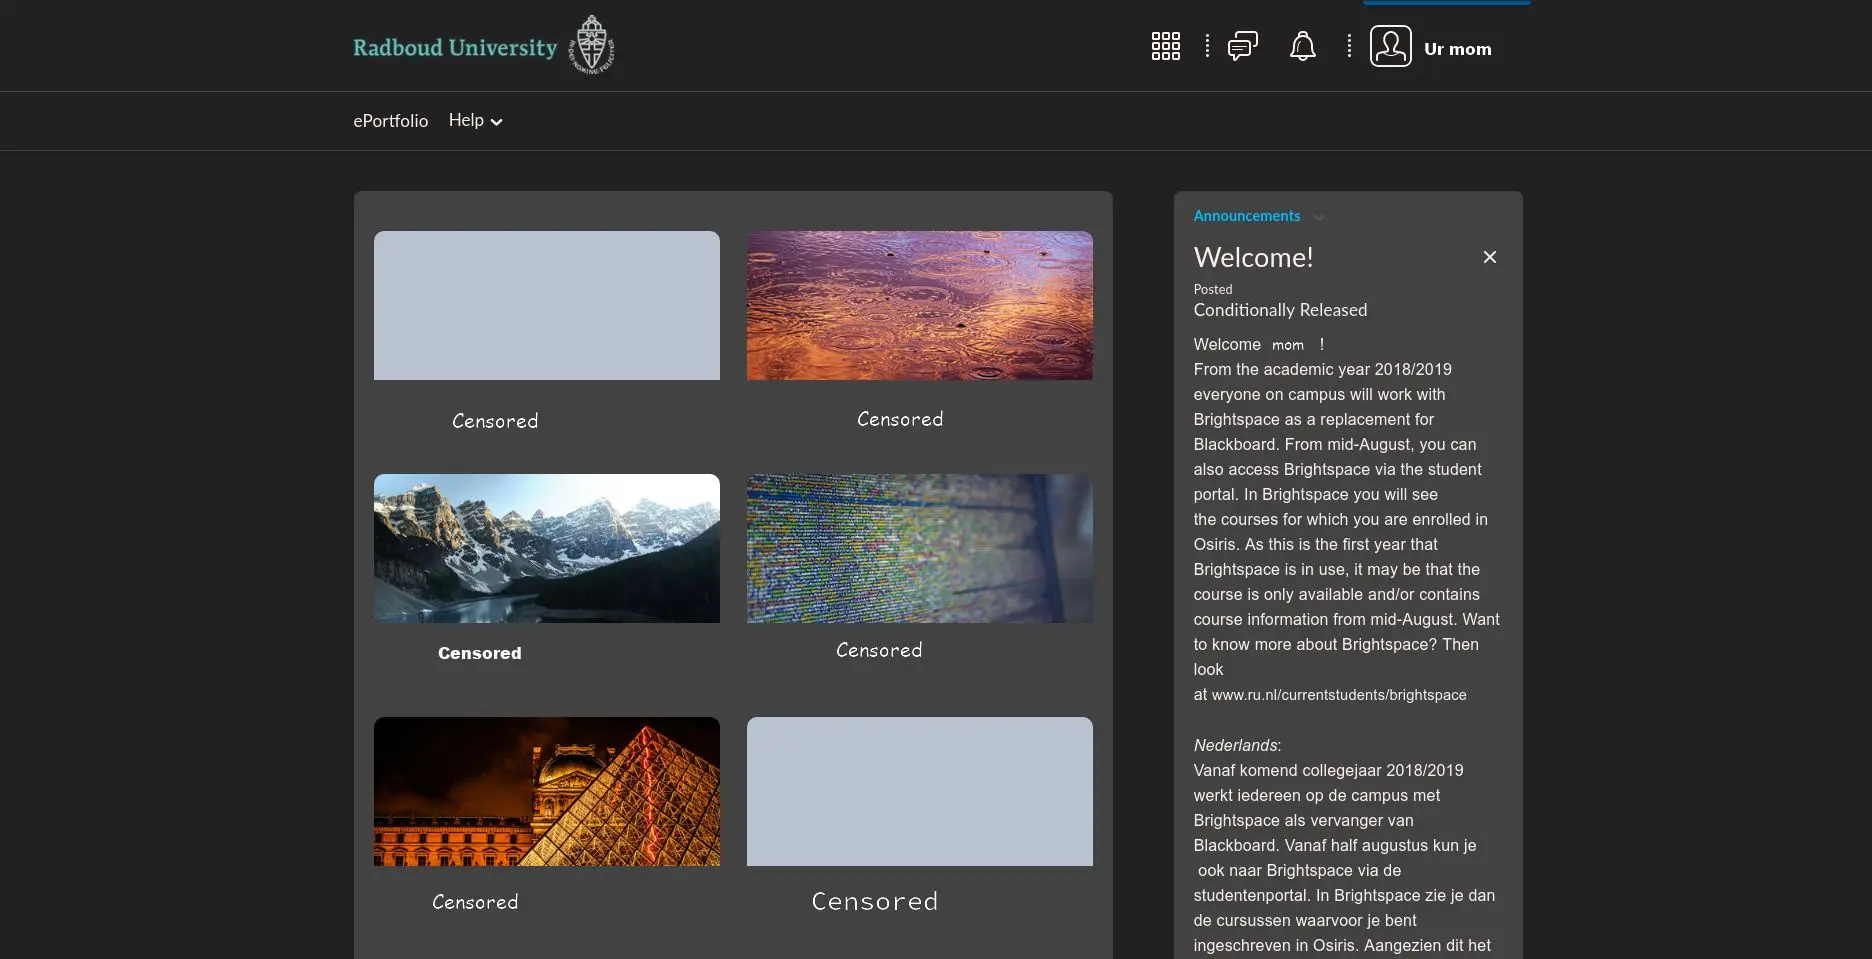 Radboud University
Ur mom
ePortfolio
Help
Censored
Censored
Censored
Censored
Censored
Censored
Announcements
Welcome!
Posted
Conditionally Released
Welcome mom !
From the academic year 2018/2019
everyone on campus will work with
Brightspace as a replacement for
Blackboard. From mid-August, you can
also access Brightspace via the student
portal. In Brightspace you will see
the courses for which you are enrolled in
Osiris. As this is the first year that
Brightspace is in use, it may be that the
course is only available and/or contains
course information from mid-August. Want
to know more about Brightspace? Then
look
at www.ru.nl/currentstudents/brightspace
Nederlands:
Vanaf komend collegejaar 2018/2019
werkt iedereen op de campus met
Brightspace als vervanger van
Blackboard. Vanaf half augustus kun je
ook naar Brightspace via de
studentenportal. In Brightspace zie je dan
de cursussen waarvoor je bent
ingeschreven in Osiris. Aangezien dit het